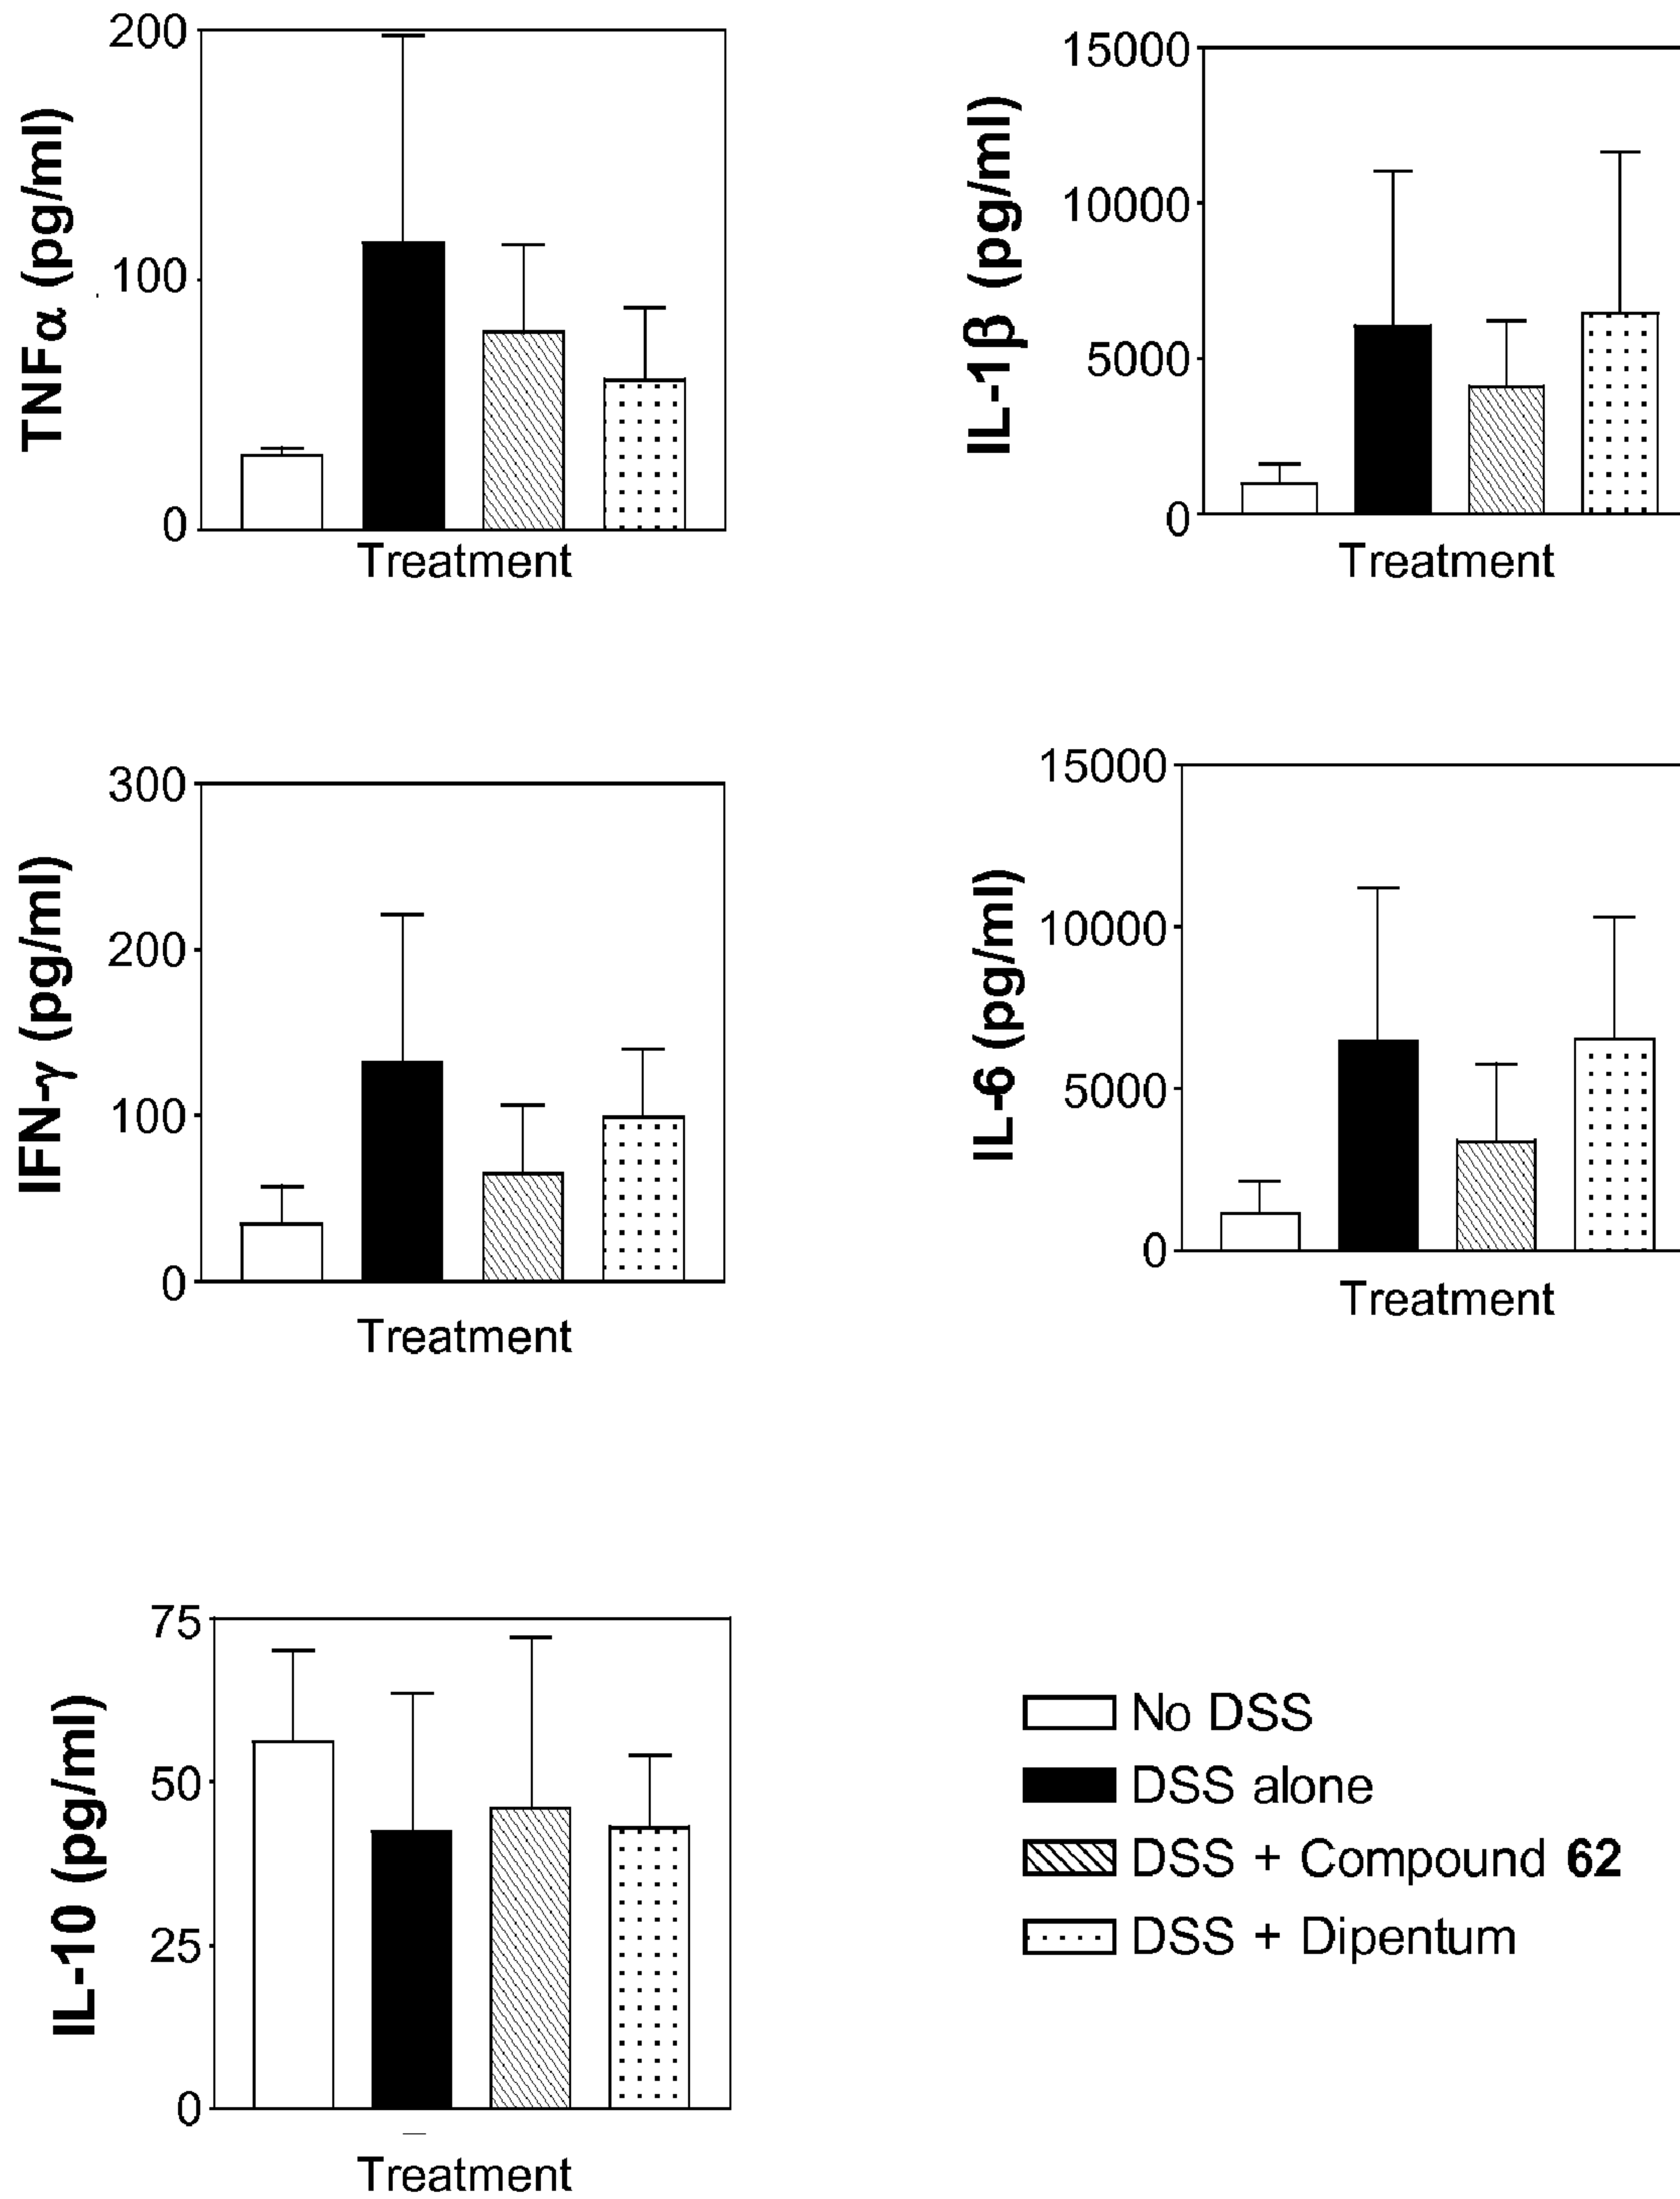 TNFα (pg/ml)
200
100
0
Treatment
IL-1β (pg/ml)
15000
10000
5000
0
Treatment
IFN-γ (pg/ml)
300
200
100
0
Treatment
IL-6 (pg/ml)
15000
10000
5000
0
Treatment
IL-10 (pg/ml)
75
50
25
0
Treatment
No DSS
DSS alone
DSS + Compound 62
DSS + Dipentum